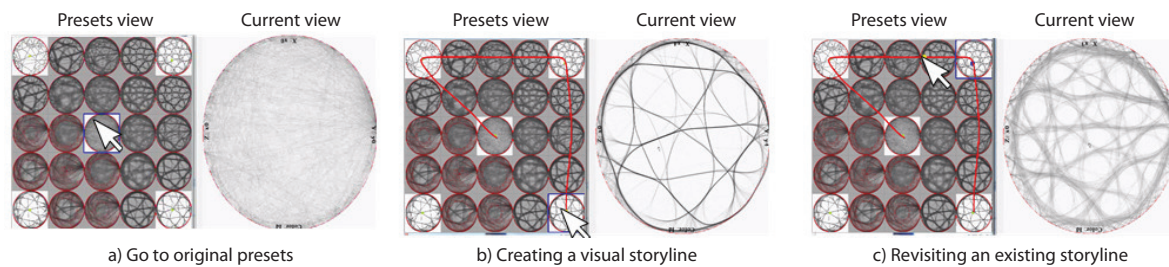 Presets view
Current view
a) Go to original presets
Presets view
Current view
b) Creating a visual storyline
Presets view
Current view
c) Revisiting an existing storyline